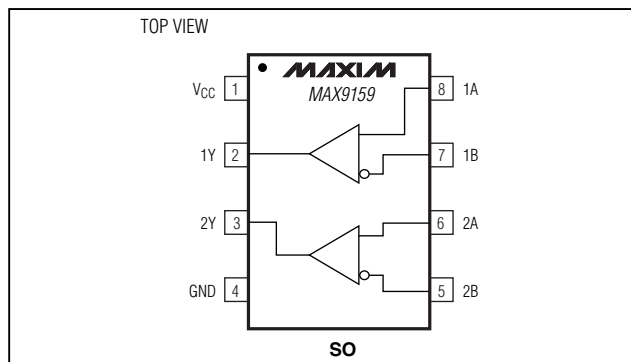 TOP VIEW
MAXIM
MAX9159
VCC 1
1Y 2
2Y 3
GND 4
8 1A
7 1B
6 2A
5 2B
SO